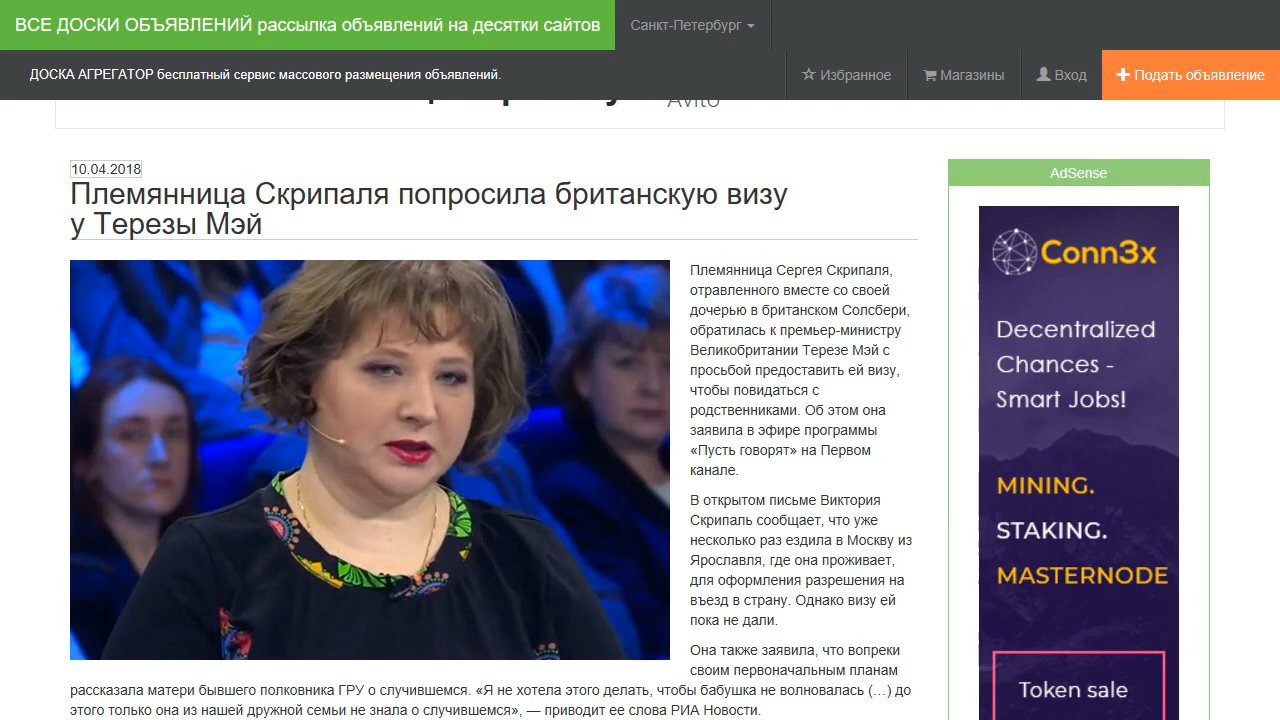 ВСЕ ДОСКИ ОБЪЯВЛЕНИЙ рассылка объявлений на десятки сайтов
Санкт-Петербург
ДОСКА АГРЕГАТОР бесплатный сервис массового размещения объявлений.
Избранное
Магазины
Вход
Подать объявление
Avito
10.04.2018
Племянница Скрипаля попросила британскую визу
у Терезы Мэй
Племянница Сергея Скрипаля,
отравленного вместе со своей
дочерью в британском Солсбери,
обратилась к премьер-министру
Великобритании Терезе Мэй с
просьбой предоставить ей визу,
чтобы повидаться с
родственниками. Об этом она
заявила в эфире программы
«Пусть говорят» на Первом
канале.
В открытом письме Виктория
Скрипаль сообщает, что уже
несколько раз ездила в Москву из
Ярославля, где она проживает,
для оформления разрешения на
въезд в страну. Однако визу ей
пока не дали.
Она также заявила, что вопреки
своим первоначальным планам
рассказала матери бывшего полковника ГРУ о случившемся. «Я не хотела этого делать, чтобы бабушка не волновалась (…) до
этого только она из нашей дружной семьи не знала о случившемся», — приводит ее слова РИА Новости.
AdSense
Conn3x
Decentralized
Chances -
Smart Jobs!
MINING.
STAKING.
MASTERNODE
Token sale